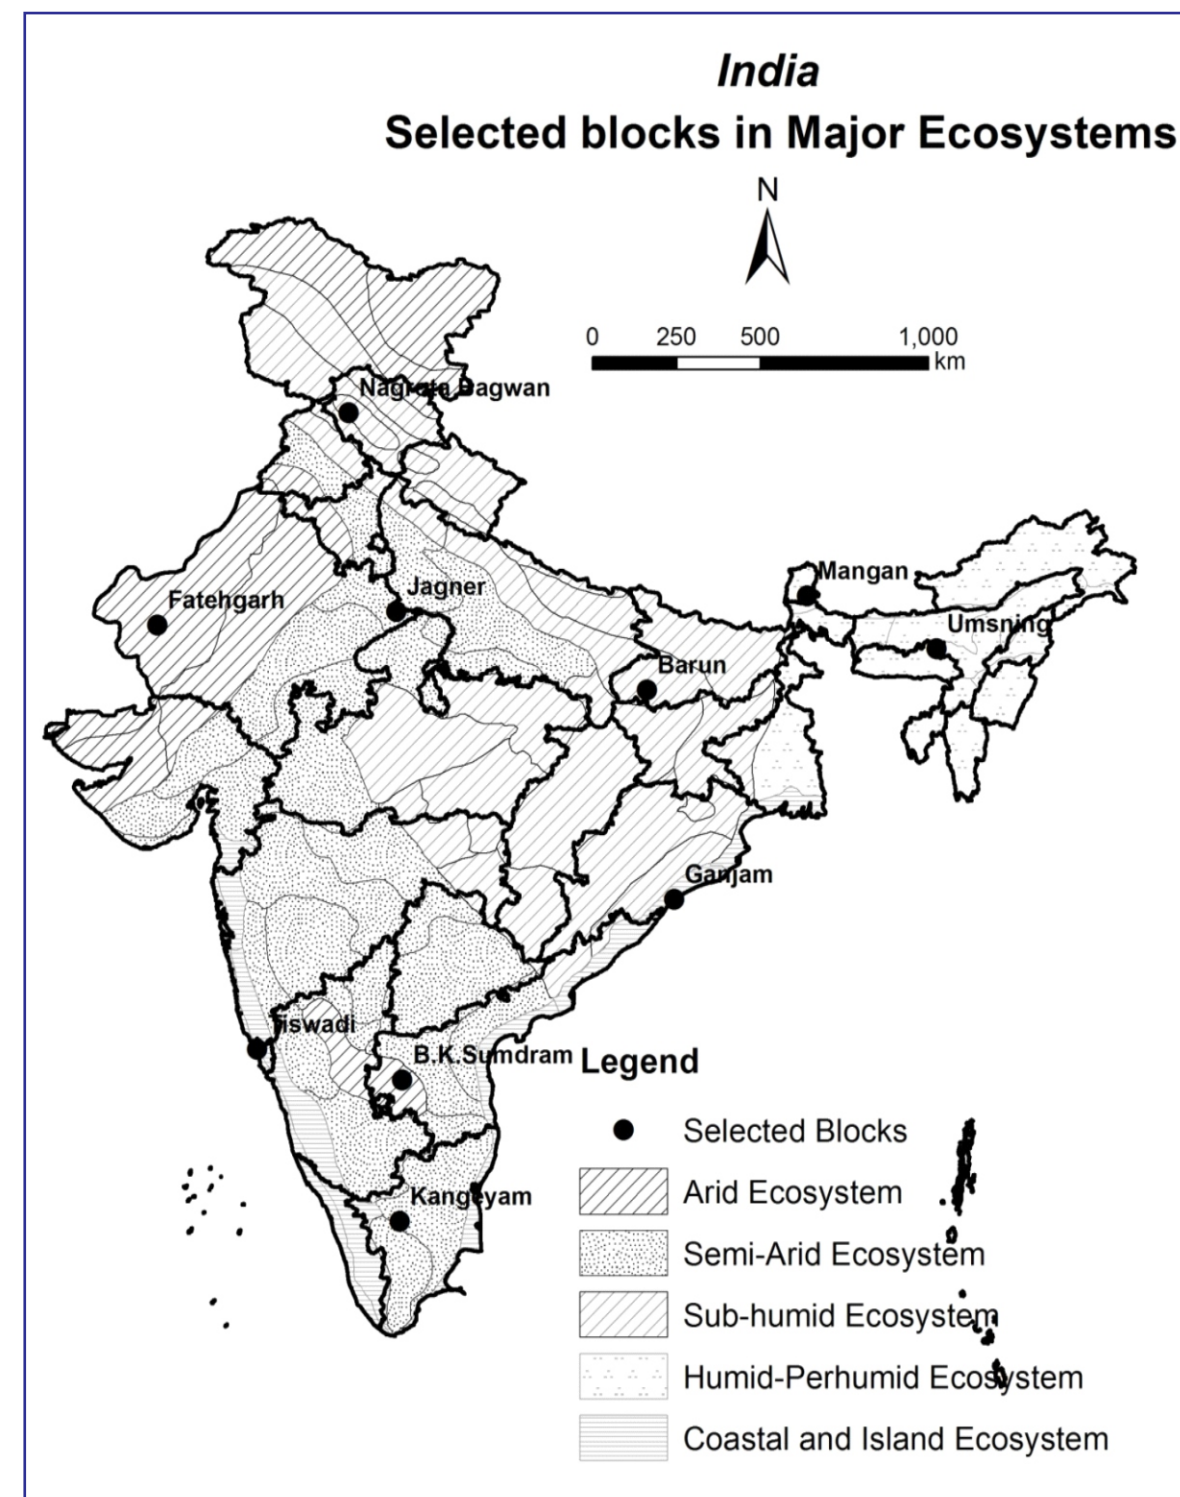 India
Selected blocks in Major Ecosystems
N
0 250 500 1,000
km
Nagrota Bagwan
Fatehgarh
Jagner
Mangan
Umsning
Barun
Ganjam
Tiswadi
B.K.Sumdram
Kangeyam
Legend
Selected Blocks
Arid Ecosystem
Semi-Arid Ecosystem
Sub-humid Ecosystem
Humid-Perhumid Ecosystem
Coastal and Island Ecosystem